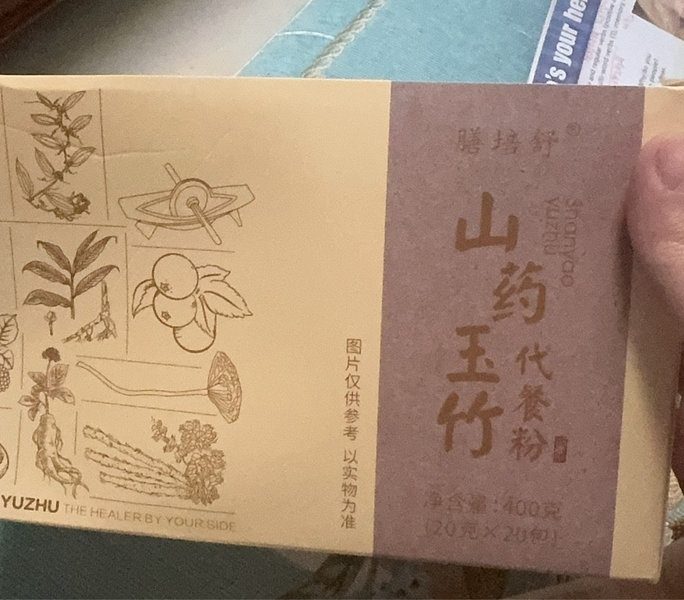 's your he
膳培舒®
山药玉竹
shanyao
yuzhu
代餐粉
净含量:400克
(20克×20包)
图片仅供参考 以实物为准
YUZHU THE HEALER BY YOUR SIDE